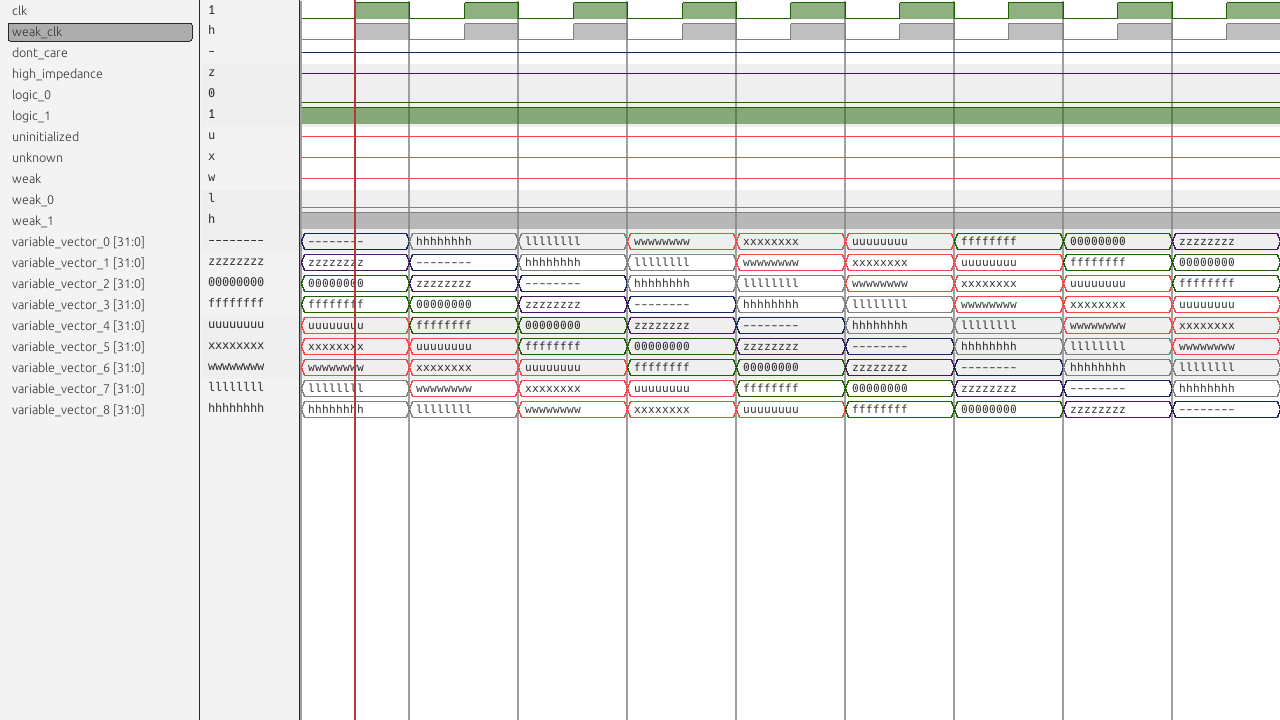 clk 1
weak_clk h
dont_care -
high_impedance z
logic_0 0
logic_1 1
uninitialized u
unknown x
weak w
weak_0 l
weak_1 h
variable_vector_0 [31:0] -------- -------- hhhhhhhh llllllll wwwwwwww xxxxxxxx uuuuuuuu ffffffff 00000000 zzzzzzzz
variable_vector_1 [31:0] zzzzzzzz zzzzzzzz -------- hhhhhhhh llllllll wwwwwwww xxxxxxxx uuuuuuuu ffffffff 00000000
variable_vector_2 [31:0] 00000000 00000000 zzzzzzzz -------- hhhhhhhh llllllll wwwwwwww xxxxxxxx uuuuuuuu ffffffff
variable_vector_3 [31:0] ffffffff ffffffff 00000000 zzzzzzzz -------- hhhhhhhh llllllll wwwwwwww xxxxxxxx uuuuuuuu
variable_vector_4 [31:0] uuuuuuuu uuuuuuuu ffffffff 00000000 zzzzzzzz -------- hhhhhhhh llllllll wwwwwwww xxxxxxxx
variable_vector_5 [31:0] xxxxxxxx xxxxxxxx uuuuuuuu ffffffff 00000000 zzzzzzzz -------- hhhhhhhh llllllll wwwwwwww
variable_vector_6 [31:0] wwwwwwww wwwwwwww xxxxxxxx uuuuuuuu ffffffff 00000000 zzzzzzzz -------- hhhhhhhh llllllll
variable_vector_7 [31:0] llllllll llllllll wwwwwwww xxxxxxxx uuuuuuuu ffffffff 00000000 zzzzzzzz -------- hhhhhhhh
variable_vector_8 [31:0] hhhhhhhh hhhhhhhh llllllll wwwwwwww xxxxxxxx uuuuuuuu ffffffff 00000000 zzzzzzzz --------